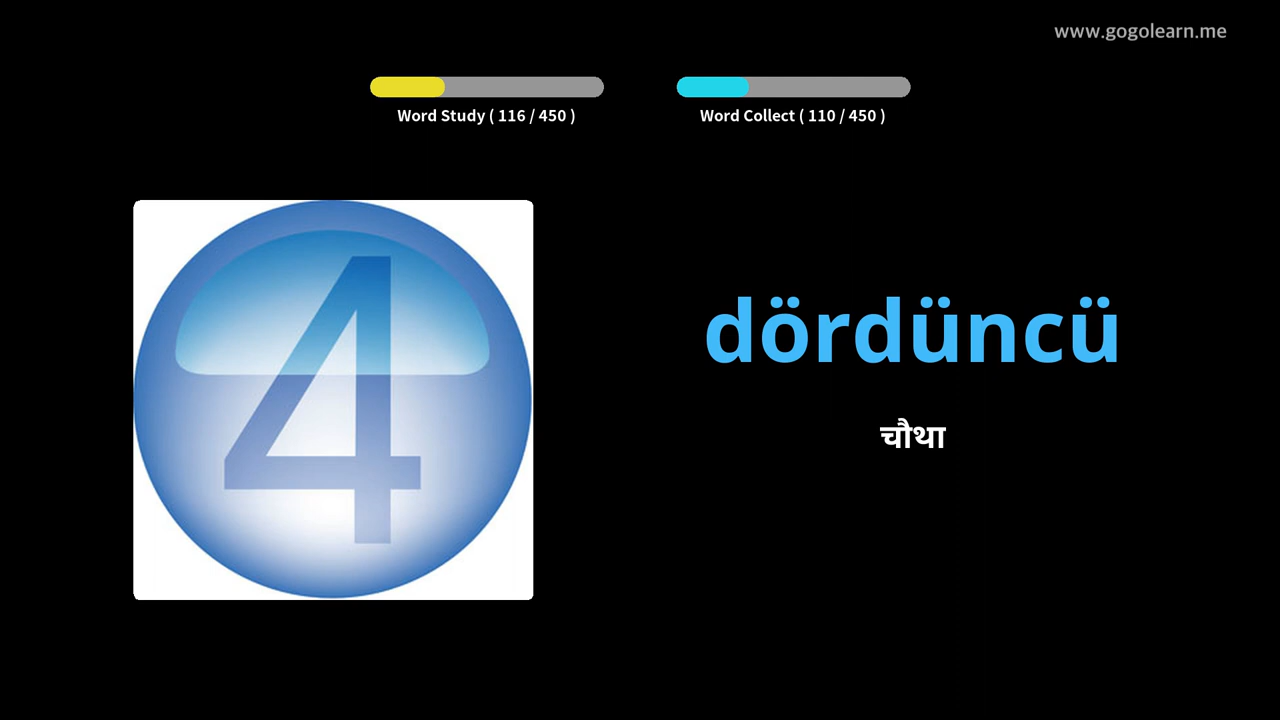 www.gogolearn.me
Word Study ( 116 / 450 )
Word Collect ( 110 / 450 )
4
dördüncü
चौथा